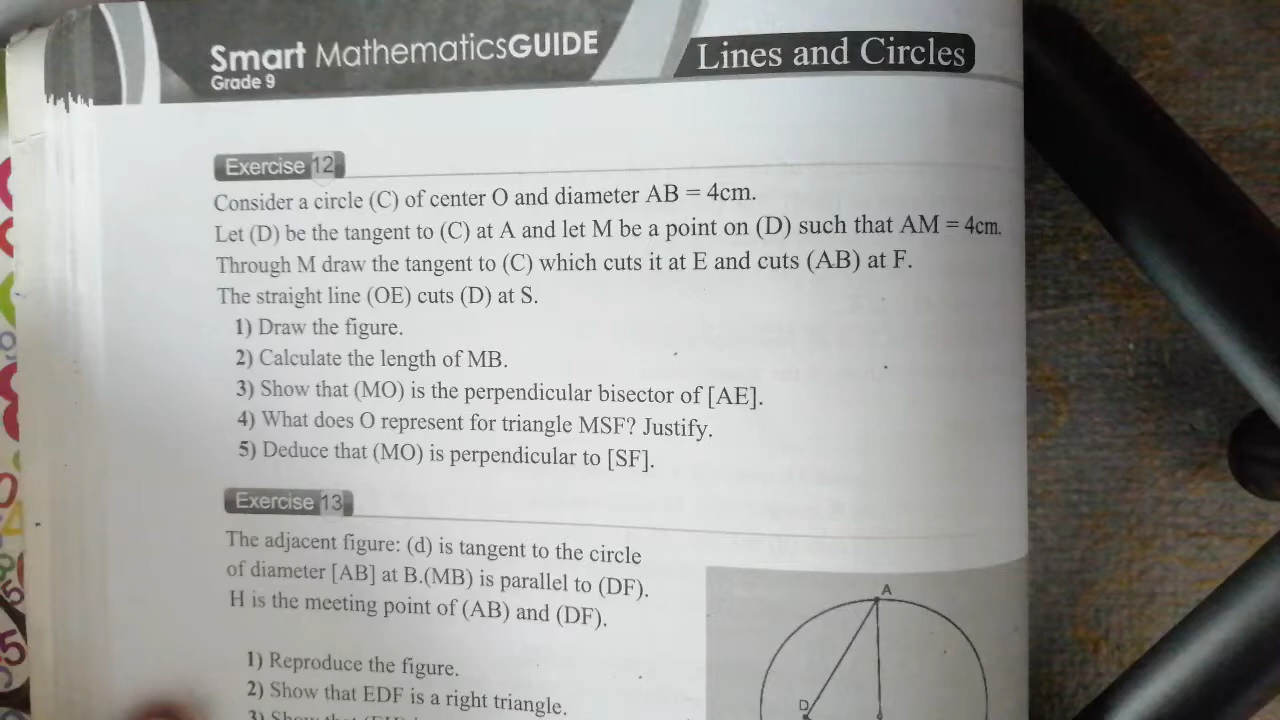 Smart MathematicsGUIDE
Grade 9
Lines and Circles
Exercise 12
Consider a circle (C) of center O and diameter AB = 4cm.
Let (D) be the tangent to (C) at A and let M be a point on (D) such that AM = 4cm.
Through M draw the tangent to (C) which cuts it at E and cuts (AB) at F.
The straight line (OE) cuts (D) at S.
1) Draw the figure.
2) Calculate the length of MB.
3) Show that (MO) is the perpendicular bisector of [AE].
4) What does O represent for triangle MSF? Justify.
5) Deduce that (MO) is perpendicular to [SF].
Exercise 13
The adjacent figure: (d) is tangent to the circle
of diameter [AB] at B.(MB) is parallel to (DF).
H is the meeting point of (AB) and (DF).
A
1) Reproduce the figure.
2) Show that EDF is a right triangle.
D
3) Show that